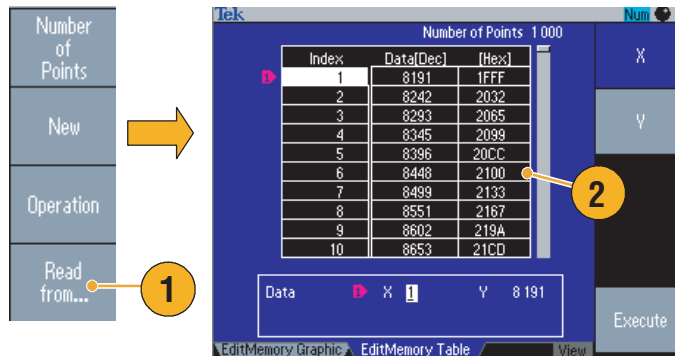 Number
of
Points
New
Operation
Read
from...
1
Tek
Num
Number of Points 1000
Index Data[Dec] [Hex]
1 1 8191 1FFF
2 8242 2032
3 8293 2065
4 8345 2099
5 8396 20CC
6 8448 2100
7 8499 2133
8 8551 2167
9 8602 219A
10 8653 21CD
2
Data 1 X 1 Y 8191
EditMemory Graphic EditMemory Table View
X
Y
Execute